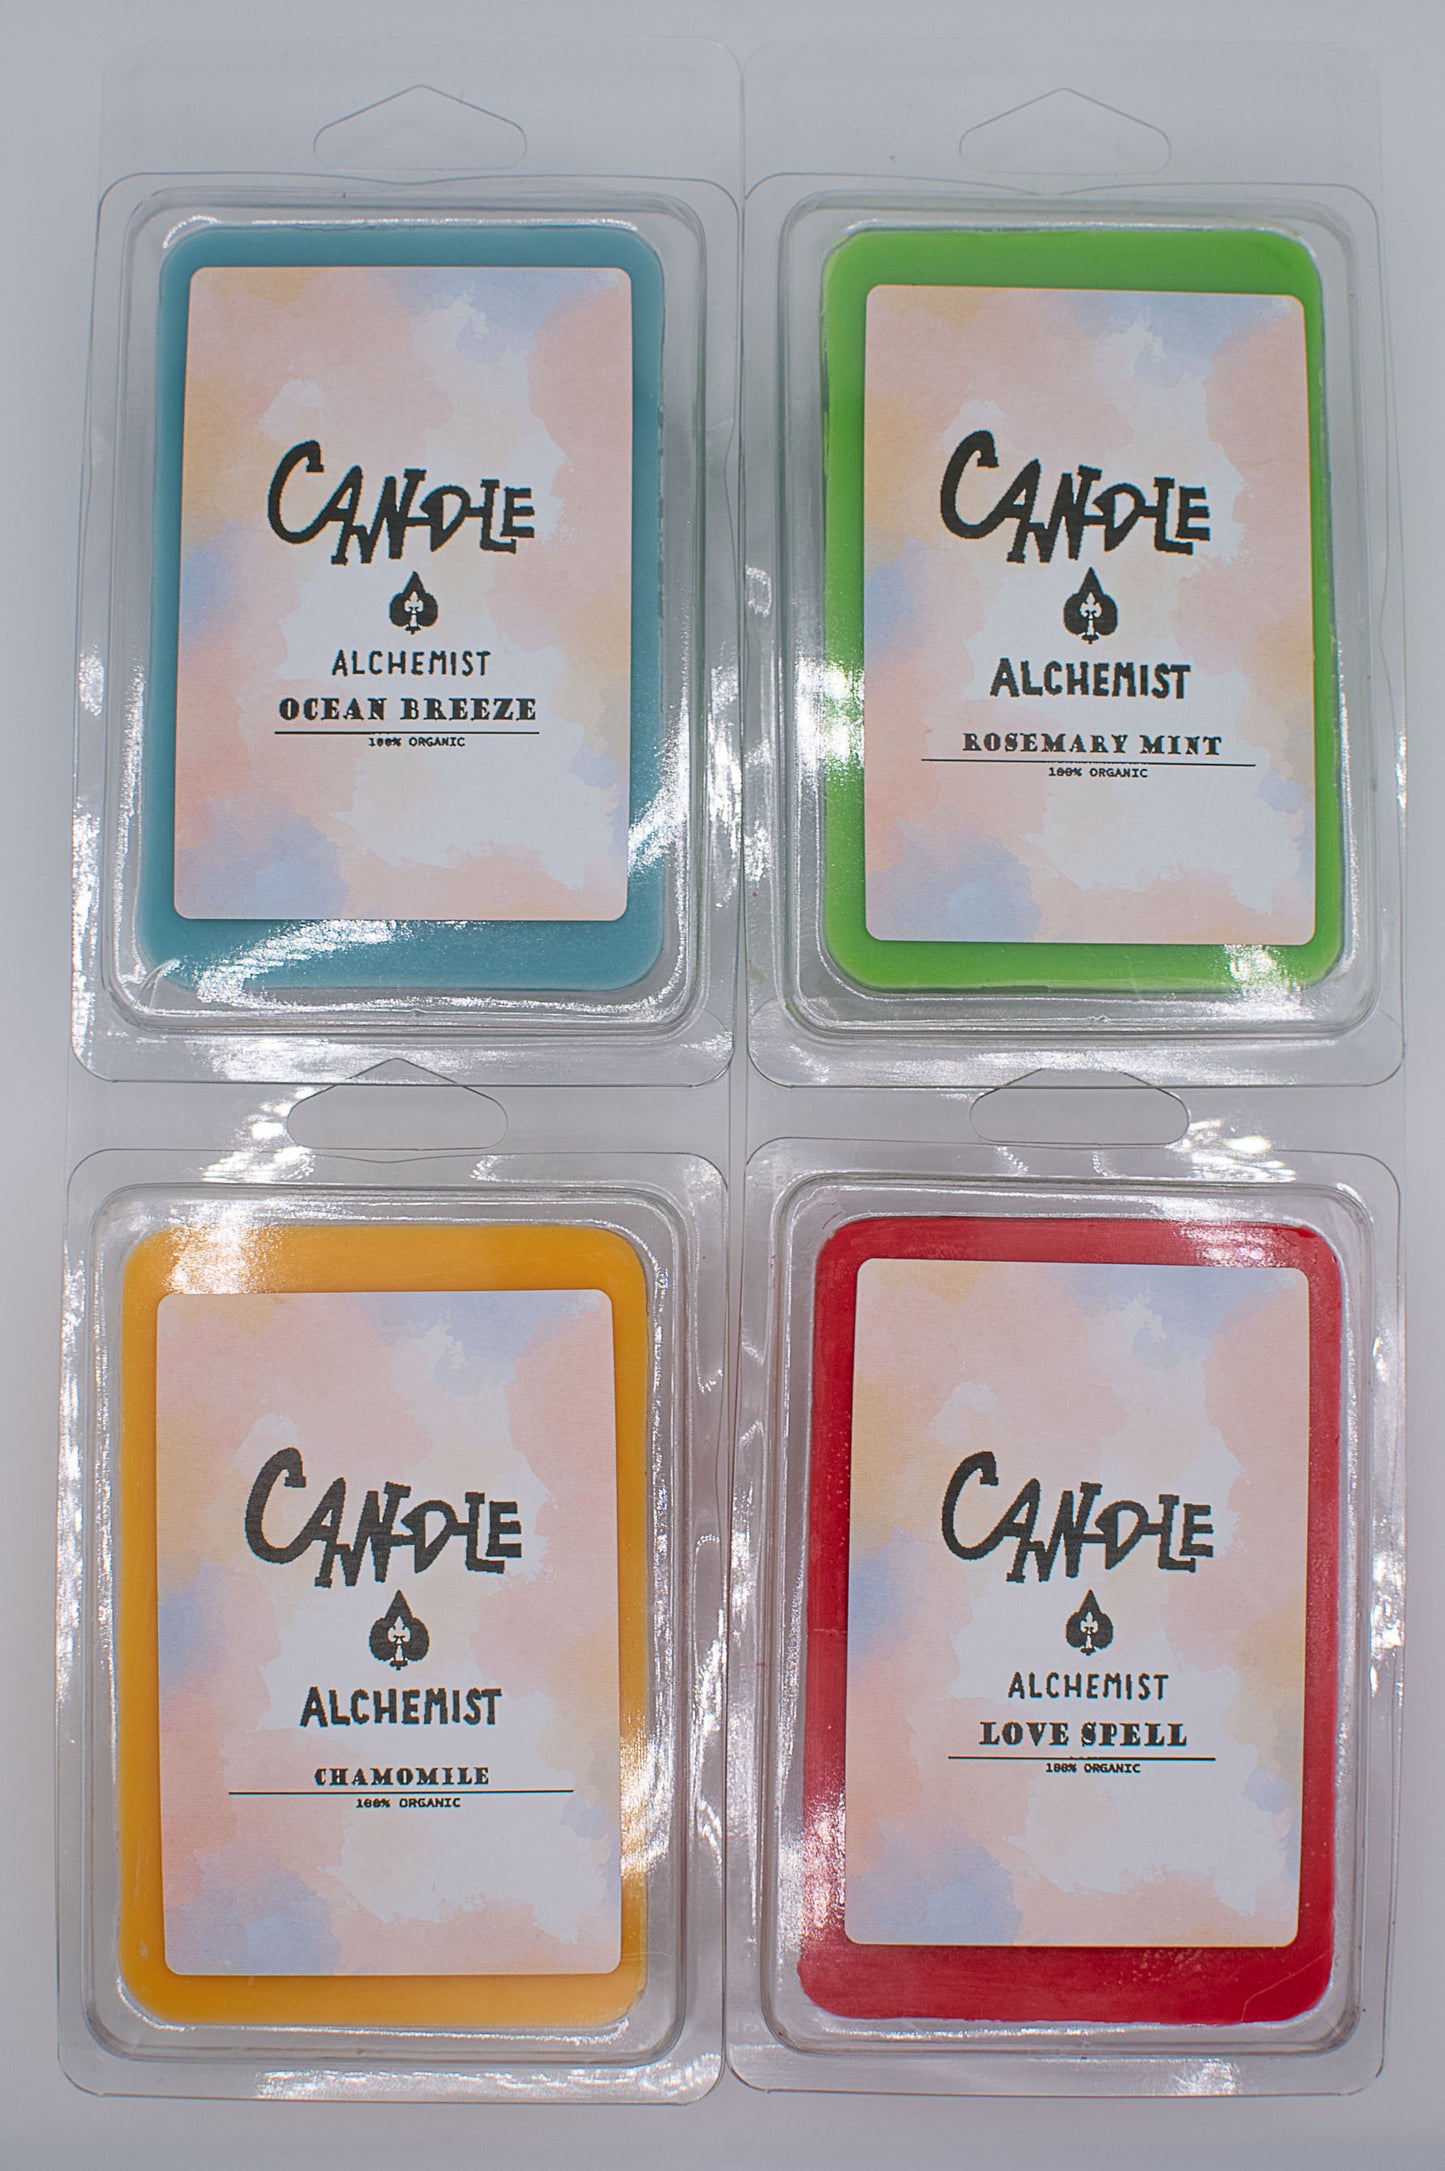 CANDLE
ALCHEMIST
OCEAN BREEZE
100% ORGANIC
CANDLE
ALCHEMIST
ROSEMARY MINT
100% ORGANIC
CANDLE
ALCHEMIST
CHAMOMILE
100% ORGANIC
CANDLE
ALCHEMIST
LOVE SPELL
100% ORGANIC